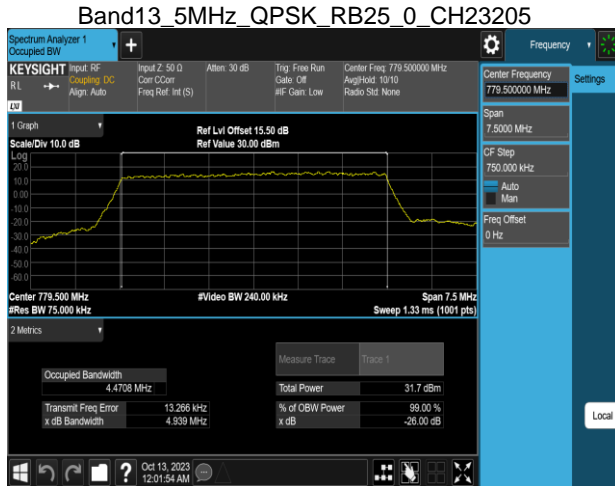 Band13_5MHz_QPSK_RB25_0_CH23205
Spectrum Analyzer 1
Occupied BW
Frequency
KEYSIGHT
RL
Input: RF
Coupling: DC
Align: Auto
Input Z: 50 Ω
Corr CCorr
Freq Ref: Int (S)
Atten: 30 dB
Trig: Free Run
Gate: Off
#IF Gain: Low
Center Freq: 779.500000 MHz
Avg|Hold: 10/10
Radio Std: None
Center Frequency
779.500000 MHz
Settings
Span
7.5000 MHz
CF Step
750.000 kHz
Auto
Man
Freq Offset
0 Hz
1 Graph
Scale/Div 10.0 dB
Ref Lvl Offset 15.50 dB
Ref Value 30.00 dBm
Log
20.0
10.0
0.00
-10.0
-20.0
-30.0
-40.0
-50.0
-60.0
Center 779.500 MHz
#Video BW 240.00 kHz
Span 7.5 MHz
#Res BW 75.000 kHz
Sweep 1.33 ms (1001 pts)
2 Metrics
Measure Trace
Trace 1
Occupied Bandwidth
4.4708 MHz
Total Power
31.7 dBm
Transmit Freq Error
13.266 kHz
% of OBW Power
99.00 %
x dB Bandwidth
4.939 MHz
x dB
-26.00 dB
Local
Oct 13, 2023
12:01:54 AM